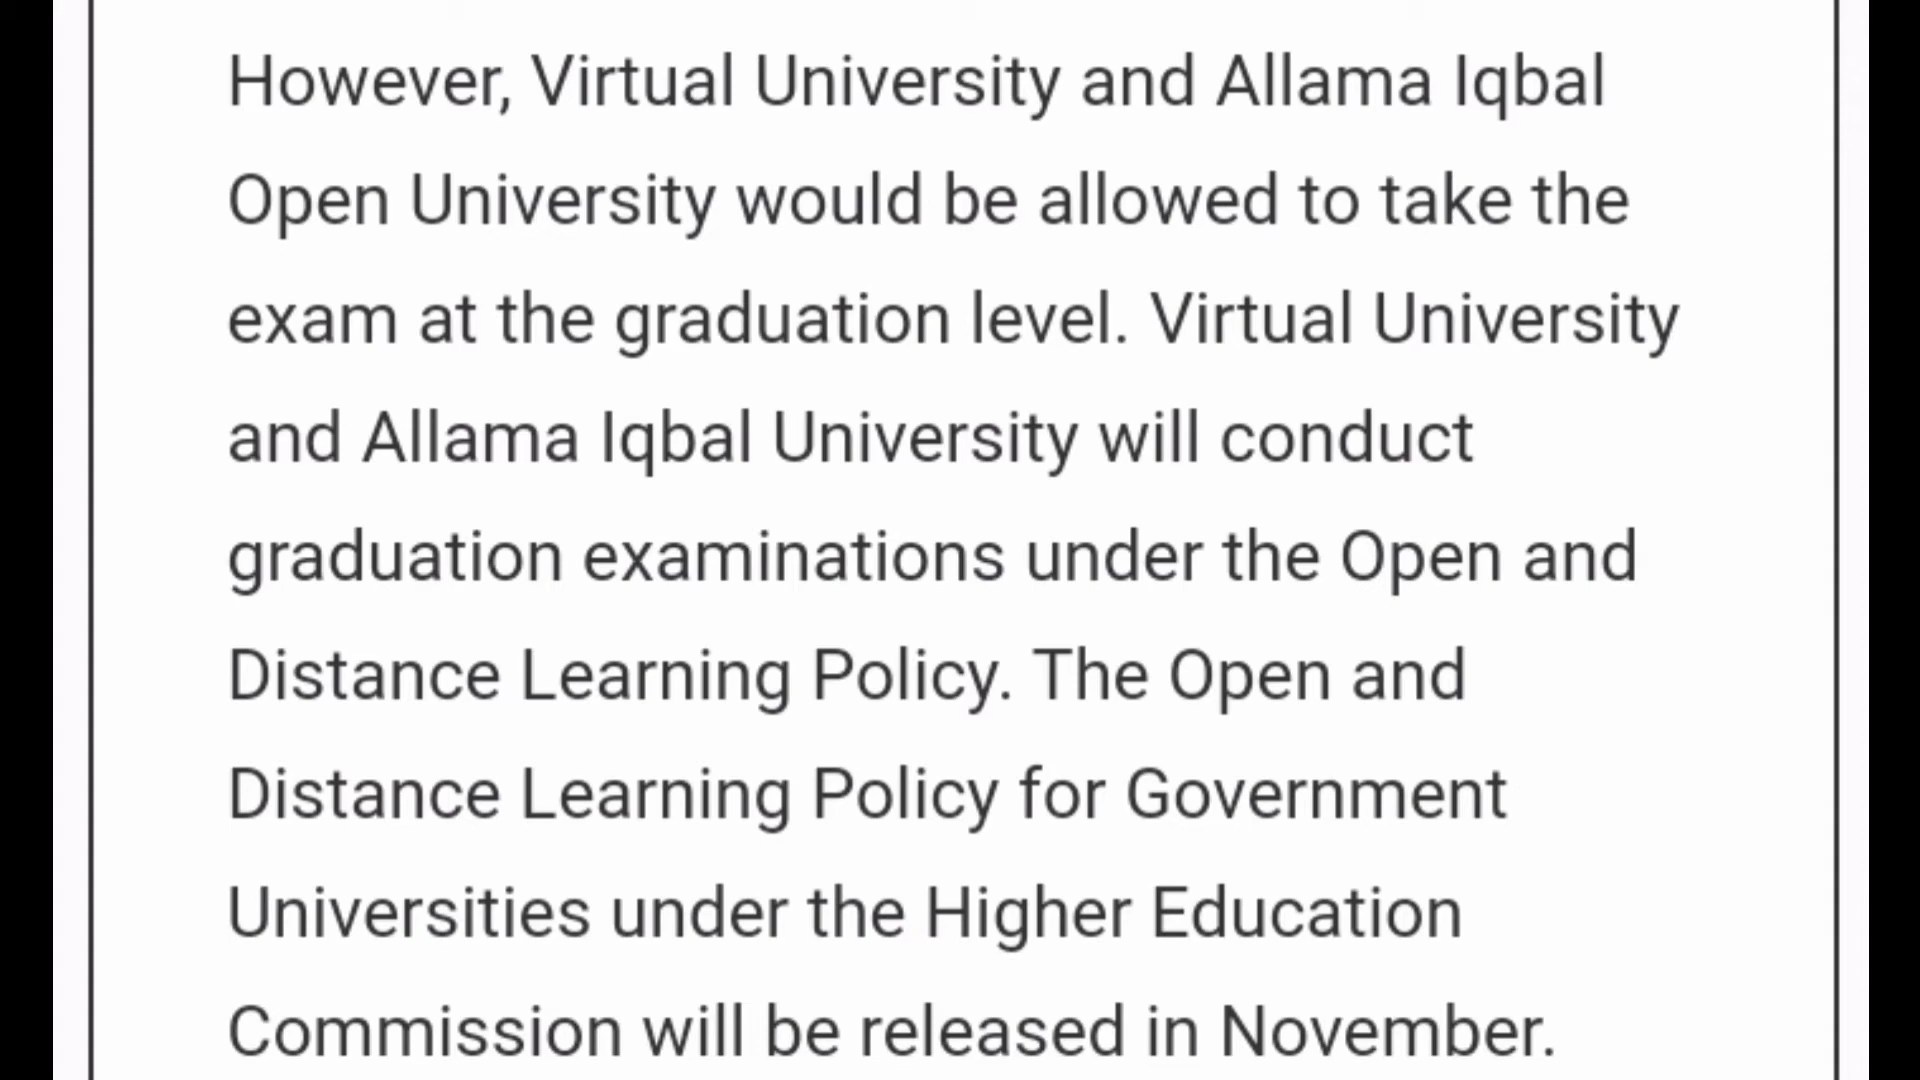 However, Virtual University and Allama Iqbal
Open University would be allowed to take the
exam at the graduation level. Virtual University
and Allama Iqbal University will conduct
graduation examinations under the Open and
Distance Learning Policy. The Open and
Distance Learning Policy for Government
Universities under the Higher Education
Commission will be released in November.